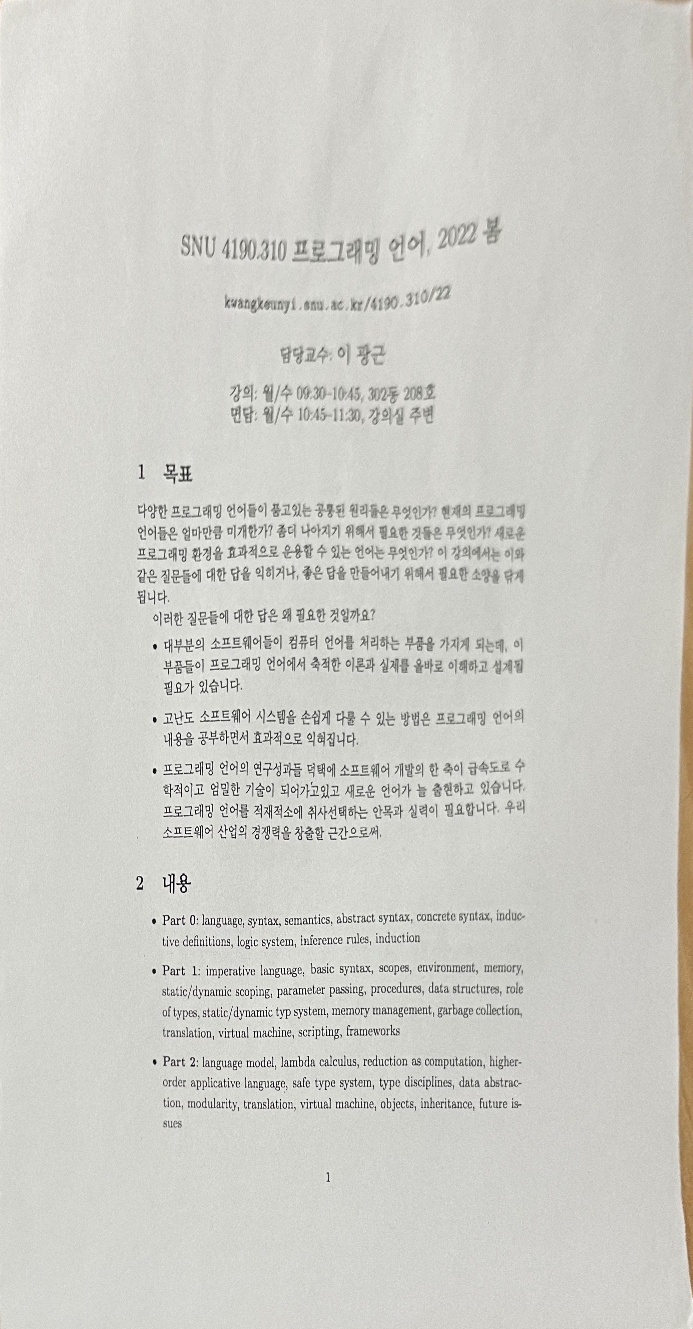 SNU 4190.310 프로그래밍 언어, 2022 봄
kwangkeunyi.snu.ac.kr/4190.310/22
담당교수: 이 광근
강의: 월/수 09:30-10:45, 302동 208호
면담: 월/수 10:45-11:30, 강의실 주변
1 목표
다양한 프로그래밍 언어들이 품고있는 공통된 원리들은 무엇인가? 현재의 프로그래밍
언어들은 얼마만큼 미개한가? 좀더 나아지기 위해서 필요한 것들은 무엇인가? 새로운
프로그래밍 환경을 효과적으로 운용할 수 있는 언어는 무엇인가? 이 강의에서는 이와
같은 질문들에 대한 답을 익히거나, 좋은 답을 만들어내기 위해서 필요한 소양을 닦게
됩니다.
이러한 질문들에 대한 답은 왜 필요한 것일까요?
• 대부분의 소프트웨어들이 컴퓨터 언어를 처리하는 부품을 가지게 되는데, 이
부품들이 프로그래밍 언어에서 축적한 이론과 실제를 올바로 이해하고 설계될
필요가 있습니다.
• 고난도 소프트웨어 시스템을 손쉽게 다룰 수 있는 방법은 프로그래밍 언어의
내용을 공부하면서 효과적으로 익혀집니다.
• 프로그래밍 언어의 연구성과들 덕택에 소프트웨어 개발의 한 축이 급속도로 수
학적이고 엄밀한 기술이 되어가고있고 새로운 언어가 늘 출현하고 있습니다.
프로그래밍 언어를 적재적소에 취사선택하는 안목과 실력이 필요합니다. 우리
소프트웨어 산업의 경쟁력을 창출할 근간으로써.
2 내용
• Part 0: language, syntax, semantics, abstract syntax, concrete syntax, induc-
tive definitions, logic system, inference rules, induction
• Part 1: imperative language, basic syntax, scopes, environment, memory,
static/dynamic scoping, parameter passing, procedures, data structures, role
of types, static/dynamic typ system, memory management, garbage collection,
translation, virtual machine, scripting, frameworks
• Part 2: language model, lambda calculus, reduction as computation, higher-
order applicative language, safe type system, type disciplines, data abstrac-
tion, modularity, translation, virtual machine, objects, inheritance, future is-
sues
1